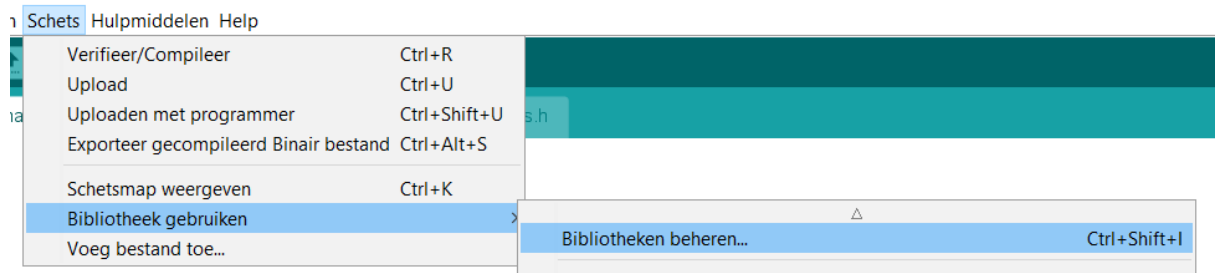 Schets Hulpmiddelen Help
Verifieer/Compileer Ctrl+R
Upload Ctrl+U
Uploaden met programmer Ctrl+Shift+U
s.h
Exporteer gecompileerd Binair bestand Ctrl+Alt+S
Schetsmap weergeven Ctrl+K
Bibliotheek gebruiken
Bibliotheken beheren... Ctrl+Shift+I
Voeg bestand toe...